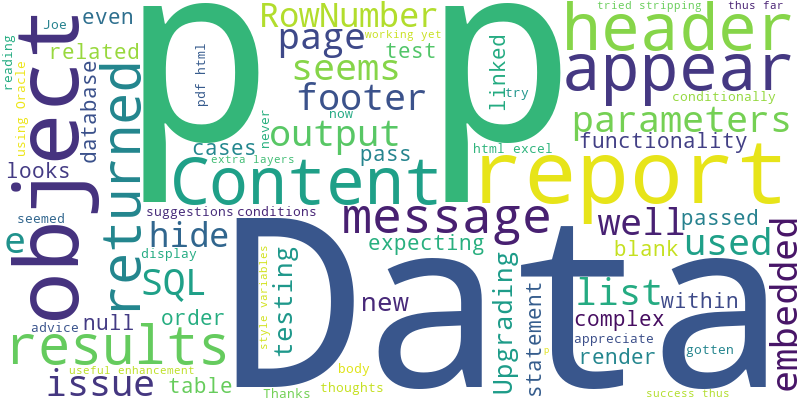 tried stripping
thus far
Joe
even
RowNumber
header
p p
working yet
page
related
test
seems
appear
reading
using Oracle
object
database
returned
pdf html
footer
linked
try
conditionally
never
now
parameters
output
cases
pass
html excel
functionality
looks
extra layers
Content
report
suggestions
conditions
message
seemed
e
hide
well
passed
expecting
used
blank
display
SQL
Data
style variables
testing
Upgrading
statement
list
within
embedded
new
advice
null
order
complex
appreciate
results
render
gotten
p
useful enhancement
body
issue
table
Thanks
thoughts
success thus